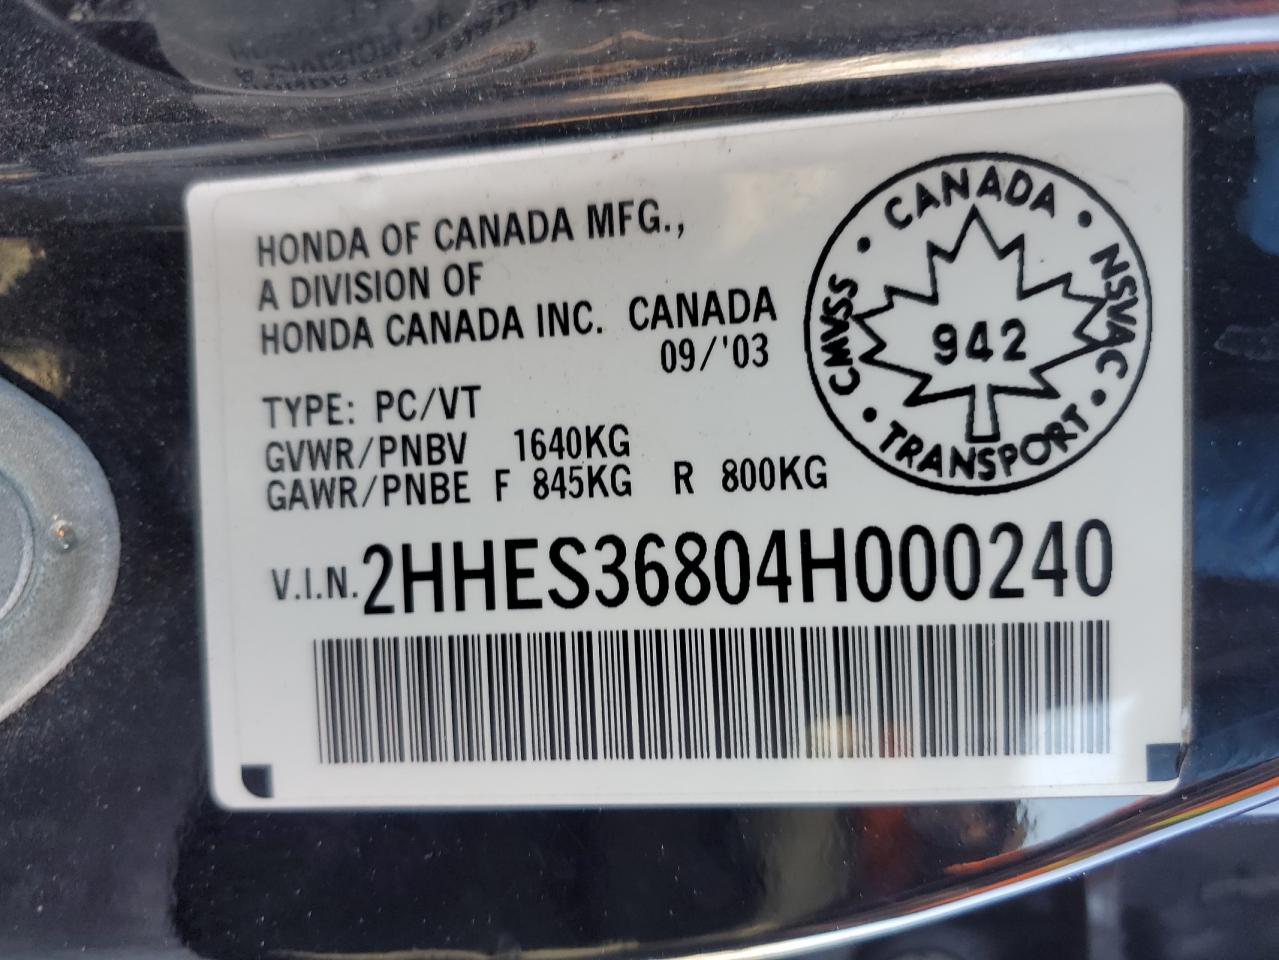 HONDA OF CANADA MFG.,
A DIVISION OF
HONDA CANADA INC. CANADA
09/'03
TYPE: PC/VT
GVWR/PNBV 1640KG
GAWR/PNBE F 845KG R 800KG
V.I.N. 2HHES36804H000240
CANADA • NSVAC • TRANSPORT • CMVSS •
942